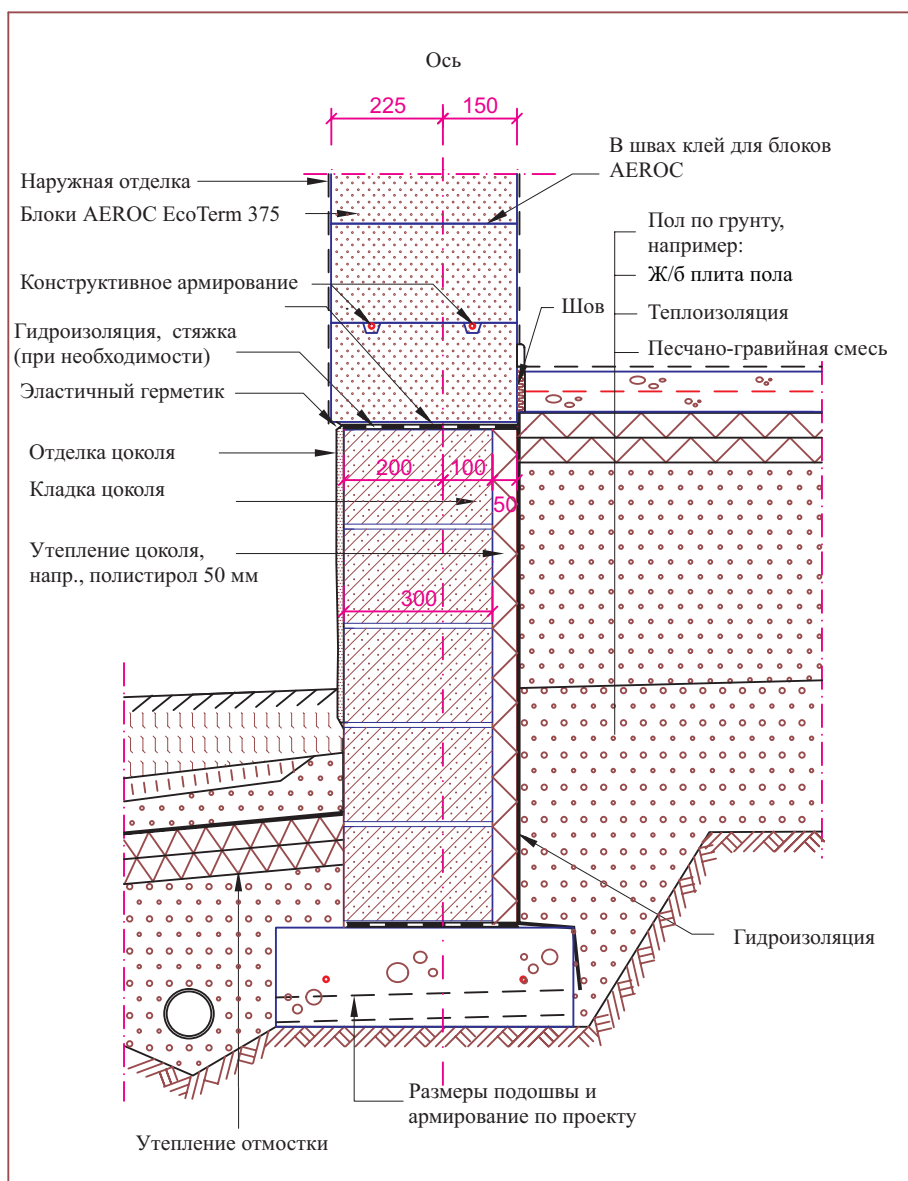 Ось
225
150
В швах клей для блоков
AEROC
Наружная отделка
Блоки AEROC EcoTerm 375
Пол по грунту,
например:
Ж/б плита пола
Теплоизоляция
Песчано-гравийная смесь
Конструктивное армирование
Шов
Гидроизоляция, стяжка
(при необходимости)
Эластичный герметик
Отделка цоколя
200
100
50
Кладка цоколя
Утепление цоколя,
напр., полистирол 50 мм
300
Гидроизоляция
Размеры подошвы и
армирование по проекту
Утепление отмостки